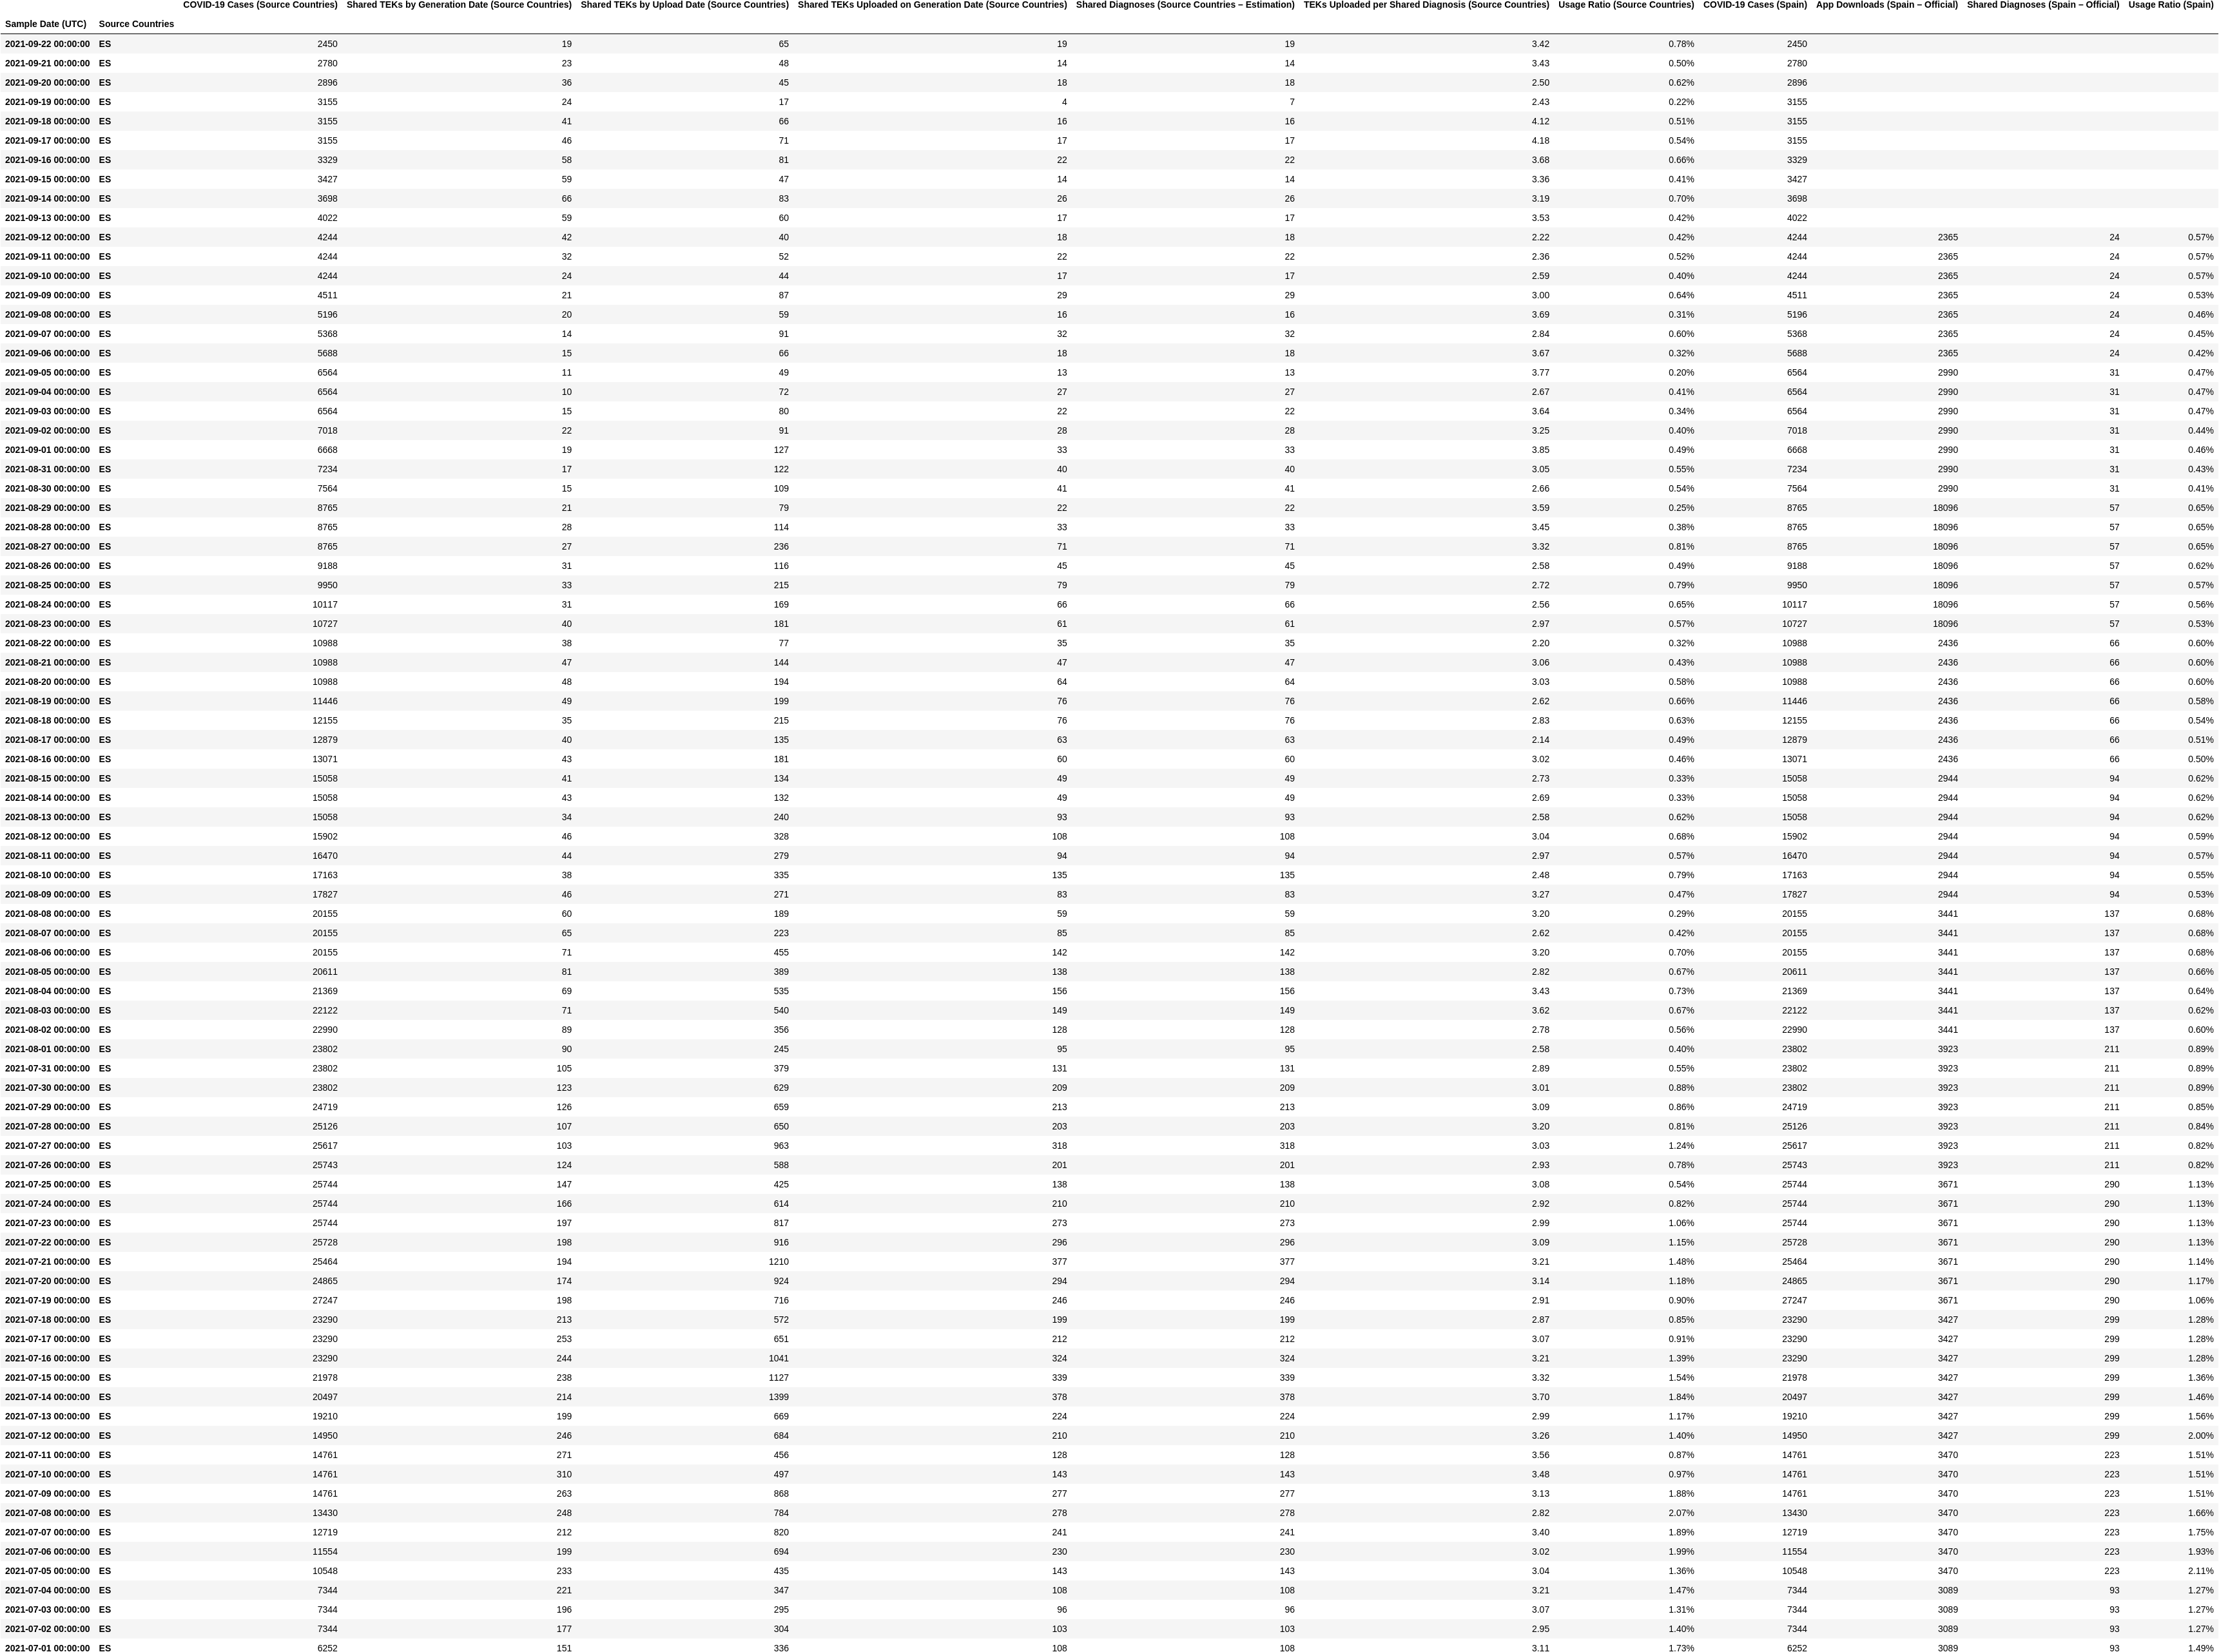 COVID-19 Cases (Source Countries) Shared TEKs by Generation Date (Source Countries) Shared TEKs by Upload Date (Source Countries) Shared TEKs Uploaded on Generation Date (Source Countries) Shared Diagnoses (Source Countries – Estimation) TEKs Uploaded per Shared Diagnosis (Source Countries) Usage Ratio (Source Countries) COVID-19 Cases (Spain) App Downloads (Spain – Official) Shared Diagnoses (Spain – Official) Usage Ratio (Spain)
Sample Date (UTC) Source Countries
2021-09-22 00:00:00 ES 2450 19 65 19 19 3.42 0.78% 2450
2021-09-21 00:00:00 ES 2780 23 48 14 14 3.43 0.50% 2780
2021-09-20 00:00:00 ES 2896 36 45 18 18 2.50 0.62% 2896
2021-09-19 00:00:00 ES 3155 24 17 4 7 2.43 0.22% 3155
2021-09-18 00:00:00 ES 3155 41 66 16 16 4.12 0.51% 3155
2021-09-17 00:00:00 ES 3155 46 71 17 17 4.18 0.54% 3155
2021-09-16 00:00:00 ES 3329 58 81 22 22 3.68 0.66% 3329
2021-09-15 00:00:00 ES 3427 59 47 14 14 3.36 0.41% 3427
2021-09-14 00:00:00 ES 3698 66 83 26 26 3.19 0.70% 3698
2021-09-13 00:00:00 ES 4022 59 60 17 17 3.53 0.42% 4022
2021-09-12 00:00:00 ES 4244 42 40 18 18 2.22 0.42% 4244 2365 24 0.57%
2021-09-11 00:00:00 ES 4244 32 52 22 22 2.36 0.52% 4244 2365 24 0.57%
2021-09-10 00:00:00 ES 4244 24 44 17 17 2.59 0.40% 4244 2365 24 0.57%
2021-09-09 00:00:00 ES 4511 21 87 29 29 3.00 0.64% 4511 2365 24 0.53%
2021-09-08 00:00:00 ES 5196 20 59 16 16 3.69 0.31% 5196 2365 24 0.46%
2021-09-07 00:00:00 ES 5368 14 91 32 32 2.84 0.60% 5368 2365 24 0.45%
2021-09-06 00:00:00 ES 5688 15 66 18 18 3.67 0.32% 5688 2365 24 0.42%
2021-09-05 00:00:00 ES 6564 11 49 13 13 3.77 0.20% 6564 2990 31 0.47%
2021-09-04 00:00:00 ES 6564 10 72 27 27 2.67 0.41% 6564 2990 31 0.47%
2021-09-03 00:00:00 ES 6564 15 80 22 22 3.64 0.34% 6564 2990 31 0.47%
2021-09-02 00:00:00 ES 7018 22 91 28 28 3.25 0.40% 7018 2990 31 0.44%
2021-09-01 00:00:00 ES 6668 19 127 33 33 3.85 0.49% 6668 2990 31 0.46%
2021-08-31 00:00:00 ES 7234 17 122 40 40 3.05 0.55% 7234 2990 31 0.43%
2021-08-30 00:00:00 ES 7564 15 109 41 41 2.66 0.54% 7564 2990 31 0.41%
2021-08-29 00:00:00 ES 8765 21 79 22 22 3.59 0.25% 8765 18096 57 0.65%
2021-08-28 00:00:00 ES 8765 28 114 33 33 3.45 0.38% 8765 18096 57 0.65%
2021-08-27 00:00:00 ES 8765 27 236 71 71 3.32 0.81% 8765 18096 57 0.65%
2021-08-26 00:00:00 ES 9188 31 116 45 45 2.58 0.49% 9188 18096 57 0.62%
2021-08-25 00:00:00 ES 9950 33 215 79 79 2.72 0.79% 9950 18096 57 0.57%
2021-08-24 00:00:00 ES 10117 31 169 66 66 2.56 0.65% 10117 18096 57 0.56%
2021-08-23 00:00:00 ES 10727 40 181 61 61 2.97 0.57% 10727 18096 57 0.53%
2021-08-22 00:00:00 ES 10988 38 77 35 35 2.20 0.32% 10988 2436 66 0.60%
2021-08-21 00:00:00 ES 10988 47 144 47 47 3.06 0.43% 10988 2436 66 0.60%
2021-08-20 00:00:00 ES 10988 48 194 64 64 3.03 0.58% 10988 2436 66 0.60%
2021-08-19 00:00:00 ES 11446 49 199 76 76 2.62 0.66% 11446 2436 66 0.58%
2021-08-18 00:00:00 ES 12155 35 215 76 76 2.83 0.63% 12155 2436 66 0.54%
2021-08-17 00:00:00 ES 12879 40 135 63 63 2.14 0.49% 12879 2436 66 0.51%
2021-08-16 00:00:00 ES 13071 43 181 60 60 3.02 0.46% 13071 2436 66 0.50%
2021-08-15 00:00:00 ES 15058 41 134 49 49 2.73 0.33% 15058 2944 94 0.62%
2021-08-14 00:00:00 ES 15058 43 132 49 49 2.69 0.33% 15058 2944 94 0.62%
2021-08-13 00:00:00 ES 15058 34 240 93 93 2.58 0.62% 15058 2944 94 0.62%
2021-08-12 00:00:00 ES 15902 46 328 108 108 3.04 0.68% 15902 2944 94 0.59%
2021-08-11 00:00:00 ES 16470 44 279 94 94 2.97 0.57% 16470 2944 94 0.57%
2021-08-10 00:00:00 ES 17163 38 335 135 135 2.48 0.79% 17163 2944 94 0.55%
2021-08-09 00:00:00 ES 17827 46 271 83 83 3.27 0.47% 17827 2944 94 0.53%
2021-08-08 00:00:00 ES 20155 60 189 59 59 3.20 0.29% 20155 3441 137 0.68%
2021-08-07 00:00:00 ES 20155 65 223 85 85 2.62 0.42% 20155 3441 137 0.68%
2021-08-06 00:00:00 ES 20155 71 455 142 142 3.20 0.70% 20155 3441 137 0.68%
2021-08-05 00:00:00 ES 20611 81 389 138 138 2.82 0.67% 20611 3441 137 0.66%
2021-08-04 00:00:00 ES 21369 69 535 156 156 3.43 0.73% 21369 3441 137 0.64%
2021-08-03 00:00:00 ES 22122 71 540 149 149 3.62 0.67% 22122 3441 137 0.62%
2021-08-02 00:00:00 ES 22990 89 356 128 128 2.78 0.56% 22990 3441 137 0.60%
2021-08-01 00:00:00 ES 23802 90 245 95 95 2.58 0.40% 23802 3923 211 0.89%
2021-07-31 00:00:00 ES 23802 105 379 131 131 2.89 0.55% 23802 3923 211 0.89%
2021-07-30 00:00:00 ES 23802 123 629 209 209 3.01 0.88% 23802 3923 211 0.89%
2021-07-29 00:00:00 ES 24719 126 659 213 213 3.09 0.86% 24719 3923 211 0.85%
2021-07-28 00:00:00 ES 25126 107 650 203 203 3.20 0.81% 25126 3923 211 0.84%
2021-07-27 00:00:00 ES 25617 103 963 318 318 3.03 1.24% 25617 3923 211 0.82%
2021-07-26 00:00:00 ES 25743 124 588 201 201 2.93 0.78% 25743 3923 211 0.82%
2021-07-25 00:00:00 ES 25744 147 425 138 138 3.08 0.54% 25744 3671 290 1.13%
2021-07-24 00:00:00 ES 25744 166 614 210 210 2.92 0.82% 25744 3671 290 1.13%
2021-07-23 00:00:00 ES 25744 197 817 273 273 2.99 1.06% 25744 3671 290 1.13%
2021-07-22 00:00:00 ES 25728 198 916 296 296 3.09 1.15% 25728 3671 290 1.13%
2021-07-21 00:00:00 ES 25464 194 1210 377 377 3.21 1.48% 25464 3671 290 1.14%
2021-07-20 00:00:00 ES 24865 174 924 294 294 3.14 1.18% 24865 3671 290 1.17%
2021-07-19 00:00:00 ES 27247 198 716 246 246 2.91 0.90% 27247 3671 290 1.06%
2021-07-18 00:00:00 ES 23290 213 572 199 199 2.87 0.85% 23290 3427 299 1.28%
2021-07-17 00:00:00 ES 23290 253 651 212 212 3.07 0.91% 23290 3427 299 1.28%
2021-07-16 00:00:00 ES 23290 244 1041 324 324 3.21 1.39% 23290 3427 299 1.28%
2021-07-15 00:00:00 ES 21978 238 1127 339 339 3.32 1.54% 21978 3427 299 1.36%
2021-07-14 00:00:00 ES 20497 214 1399 378 378 3.70 1.84% 20497 3427 299 1.46%
2021-07-13 00:00:00 ES 19210 199 669 224 224 2.99 1.17% 19210 3427 299 1.56%
2021-07-12 00:00:00 ES 14950 246 684 210 210 3.26 1.40% 14950 3427 299 2.00%
2021-07-11 00:00:00 ES 14761 271 456 128 128 3.56 0.87% 14761 3470 223 1.51%
2021-07-10 00:00:00 ES 14761 310 497 143 143 3.48 0.97% 14761 3470 223 1.51%
2021-07-09 00:00:00 ES 14761 263 868 277 277 3.13 1.88% 14761 3470 223 1.51%
2021-07-08 00:00:00 ES 13430 248 784 278 278 2.82 2.07% 13430 3470 223 1.66%
2021-07-07 00:00:00 ES 12719 212 820 241 241 3.40 1.89% 12719 3470 223 1.75%
2021-07-06 00:00:00 ES 11554 199 694 230 230 3.02 1.99% 11554 3470 223 1.93%
2021-07-05 00:00:00 ES 10548 233 435 143 143 3.04 1.36% 10548 3470 223 2.11%
2021-07-04 00:00:00 ES 7344 221 347 108 108 3.21 1.47% 7344 3089 93 1.27%
2021-07-03 00:00:00 ES 7344 196 295 96 96 3.07 1.31% 7344 3089 93 1.27%
2021-07-02 00:00:00 ES 7344 177 304 103 103 2.95 1.40% 7344 3089 93 1.27%
2021-07-01 00:00:00 ES 6252 151 336 108 108 3.11 1.73% 6252 3089 93 1.49%